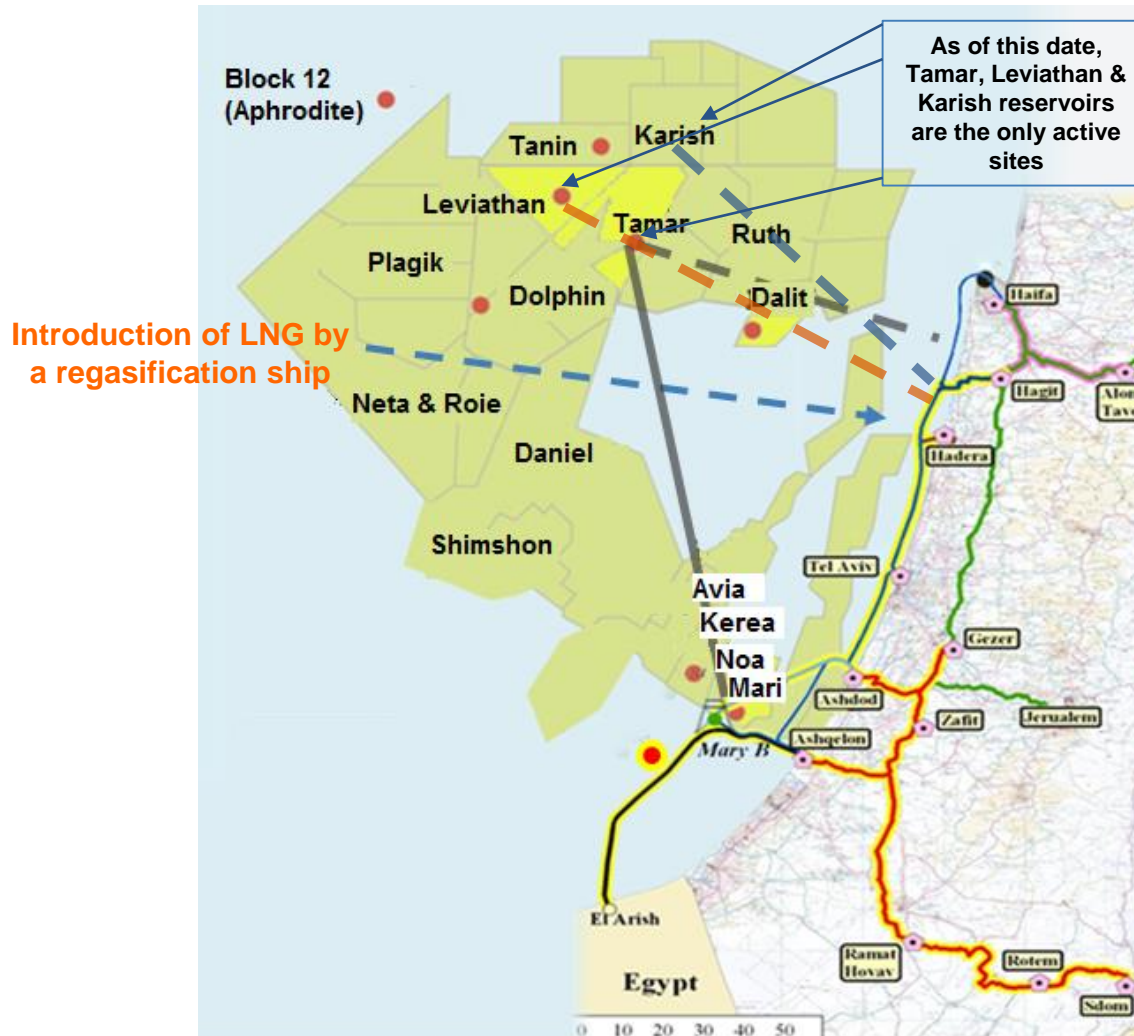 As of this date,
Tamar, Leviathan &
Karish reservoirs
are the only active
sites
Block 12
(Aphrodite)
Tanin
Karish
Leviathan
Tamar
Ruth
Plagik
Dolphin
Dalit
Haifa
Introduction of LNG by
a regasification ship
Hagit
Alon
Tavo
Neta & Roie
Daniel
Hadera
Shimshon
Tel Aviv
Avia
Kerea
Gezer
Noa
Mari
Ashdod
Jerualem
Zafit
Mary B
Ashqelon
El Arish
Ramat
Hovav
Rotem
Egypt
Sdom
0 10 20 30 40 50